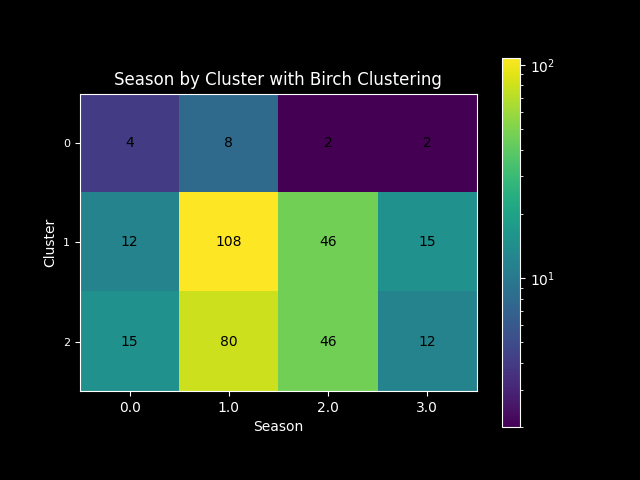 Season by Cluster with Birch Clustering
10²
0 4 8 2 2
Cluster
1 12 108 46 15
10¹
2 15 80 46 12
0.0 1.0 2.0 3.0
Season